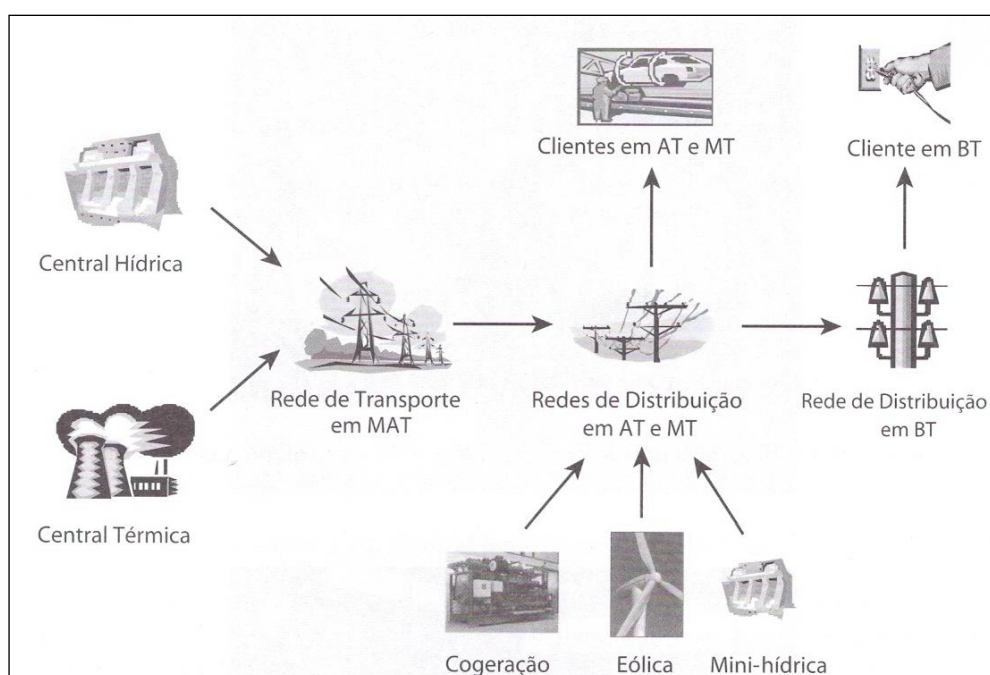 Clientes em AT e MT
Cliente em BT
Central Hídrica
Rede de Transporte
em MAT
Redes de Distribuição
em AT e MT
Rede de Distribuição
em BT
Central Térmica
Cogeração
Eólica
Mini-hídrica